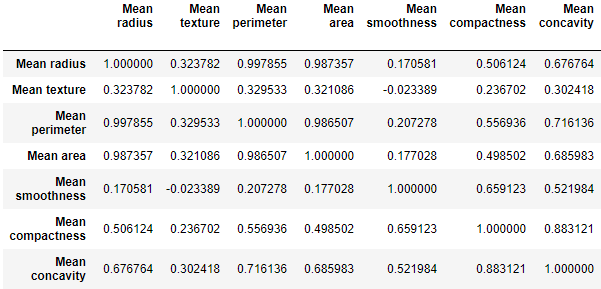 Mean radius Mean texture Mean perimeter Mean area Mean smoothness Mean compactness Mean concavity
Mean radius 1.000000 0.323782 0.997855 0.987357 0.170581 0.506124 0.676764
Mean texture 0.323782 1.000000 0.329533 0.321086 -0.023389 0.236702 0.302418
Mean perimeter 0.997855 0.329533 1.000000 0.986507 0.207278 0.556936 0.716136
Mean area 0.987357 0.321086 0.986507 1.000000 0.177028 0.498502 0.685983
Mean smoothness 0.170581 -0.023389 0.207278 0.177028 1.000000 0.659123 0.521984
Mean compactness 0.506124 0.236702 0.556936 0.498502 0.659123 1.000000 0.883121
Mean concavity 0.676764 0.302418 0.716136 0.685983 0.521984 0.883121 1.000000